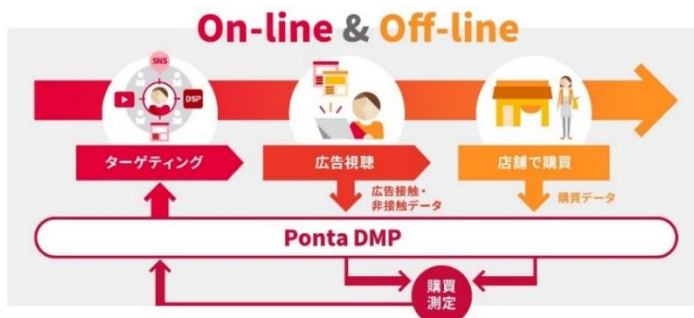 On-line & Off-line
SNS
DSP
ターゲティング
広告視聴
店舗で購買
広告接触・
非接触データ
購買データ
Ponta DMP
購買
測定